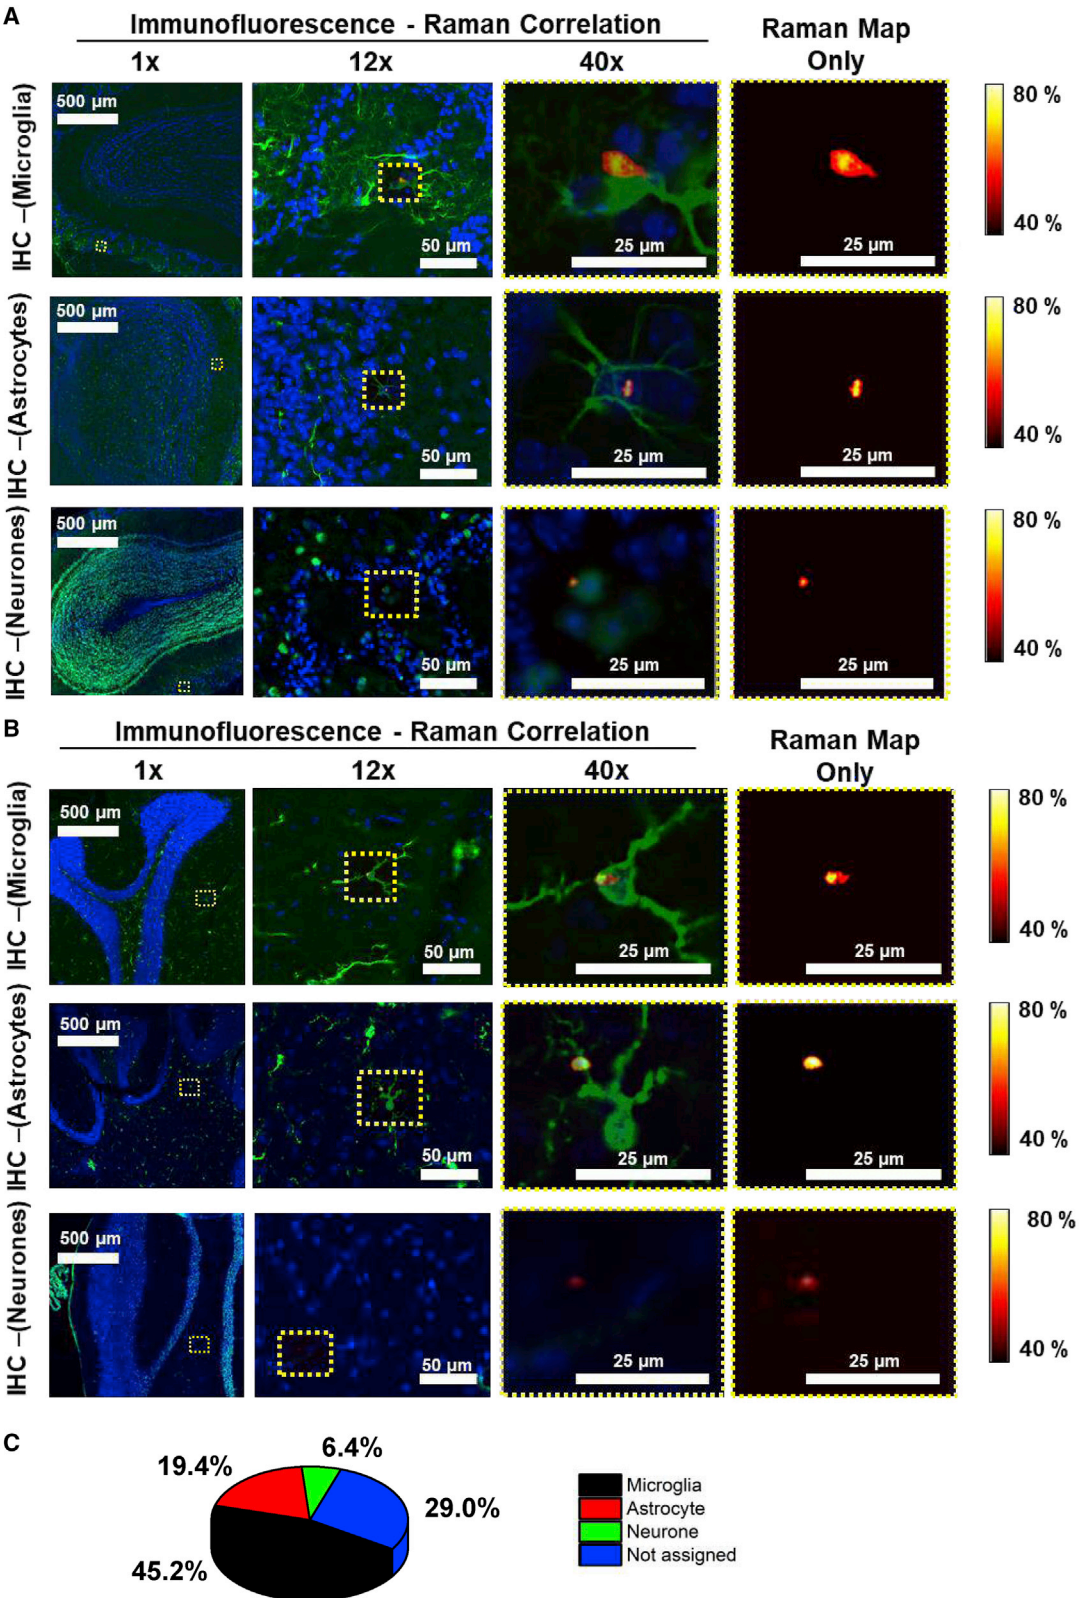 A
Immunofluorescence - Raman Correlation
Raman Map
Only
1x
12x
40x
IHC –(Microglia)
500 µm
50 µm
25 µm
25 µm
80 %
40 %
IHC –(Astrocytes)
500 µm
50 µm
25 µm
25 µm
80 %
40 %
IHC –(Neurones)
500 µm
50 µm
25 µm
25 µm
80 %
40 %
B
Immunofluorescence - Raman Correlation
Raman Map
Only
1x
12x
40x
IHC –(Microglia)
500 µm
50 µm
25 µm
25 µm
80 %
40 %
IHC –(Astrocytes)
500 µm
50 µm
25 µm
25 µm
80 %
40 %
IHC –(Neurones)
500 µm
50 µm
25 µm
25 µm
80 %
40 %
C
6.4%
19.4%
29.0%
45.2%
Microglia
Astrocyte
Neurone
Not assigned